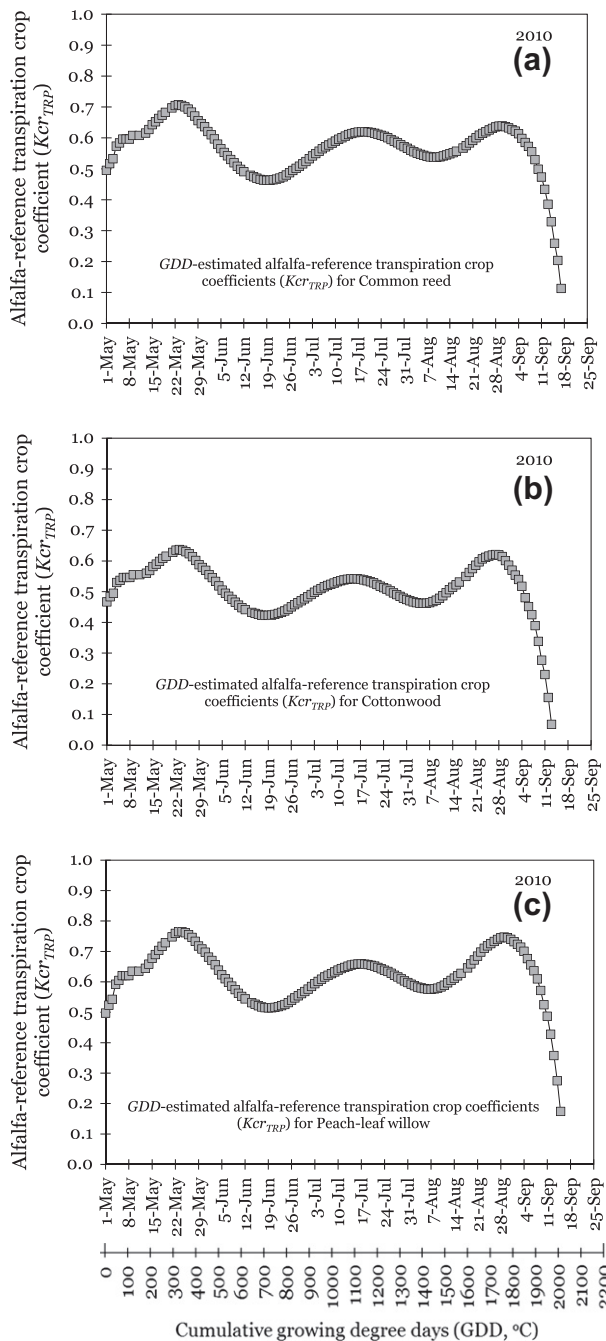 2010
(a)
1.0
0.9
0.8
0.7
0.6
0.5
0.4
0.3
0.2
0.1
0.0
Alfalfa-reference transpiration crop
coefficient (KcrTRP)
GDD-estimated alfalfa-reference transpiration crop
coefficients (KcrTRP) for Common reed
1-May
8-May
15-May
22-May
29-May
5-Jun
12-Jun
19-Jun
26-Jun
3-Jul
10-Jul
17-Jul
24-Jul
31-Jul
7-Aug
14-Aug
21-Aug
28-Aug
4-Sep
11-Sep
18-Sep
25-Sep
2010
(b)
1.0
0.9
0.8
0.7
0.6
0.5
0.4
0.3
0.2
0.1
0.0
Alfalfa-reference transpiration crop
coefficient (KcrTRP)
GDD-estimated alfalfa-reference transpiration crop
coefficients (KcrTRP) for Cottonwood
1-May
8-May
15-May
22-May
29-May
5-Jun
12-Jun
19-Jun
26-Jun
3-Jul
10-Jul
17-Jul
24-Jul
31-Jul
7-Aug
14-Aug
21-Aug
28-Aug
4-Sep
11-Sep
18-Sep
25-Sep
2010
(c)
1.0
0.9
0.8
0.7
0.6
0.5
0.4
0.3
0.2
0.1
0.0
Alfalfa-reference transpiration crop
coefficient (KcrTRP)
GDD-estimated alfalfa-reference transpiration crop coefficients
(KcrTRP) for Peach-leaf willow
1-May
8-May
15-May
22-May
29-May
5-Jun
12-Jun
19-Jun
26-Jun
3-Jul
10-Jul
17-Jul
24-Jul
31-Jul
7-Aug
14-Aug
21-Aug
28-Aug
4-Sep
11-Sep
18-Sep
25-Sep
0
100
200
300
400
500
600
700
800
900
1000
1100
1200
1300
1400
1500
1600
1700
1800
1900
2000
2100
2200
Cumulative growing degree days (GDD, °C)